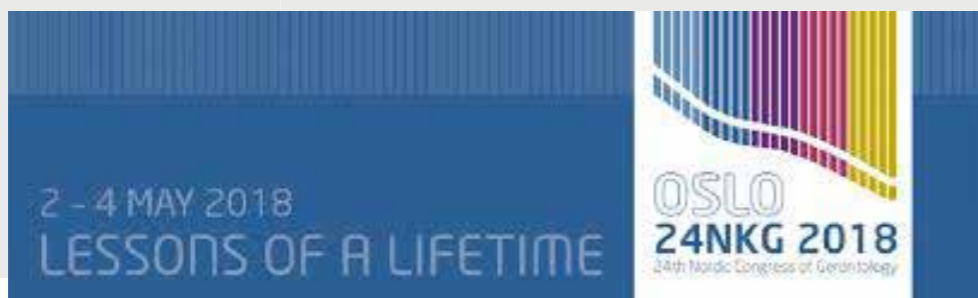 2 - 4 MAY 2018
LESSONS OF A LIFETIME
OSLO
24NKG 2018
24th Nordic Congress of Gerontology